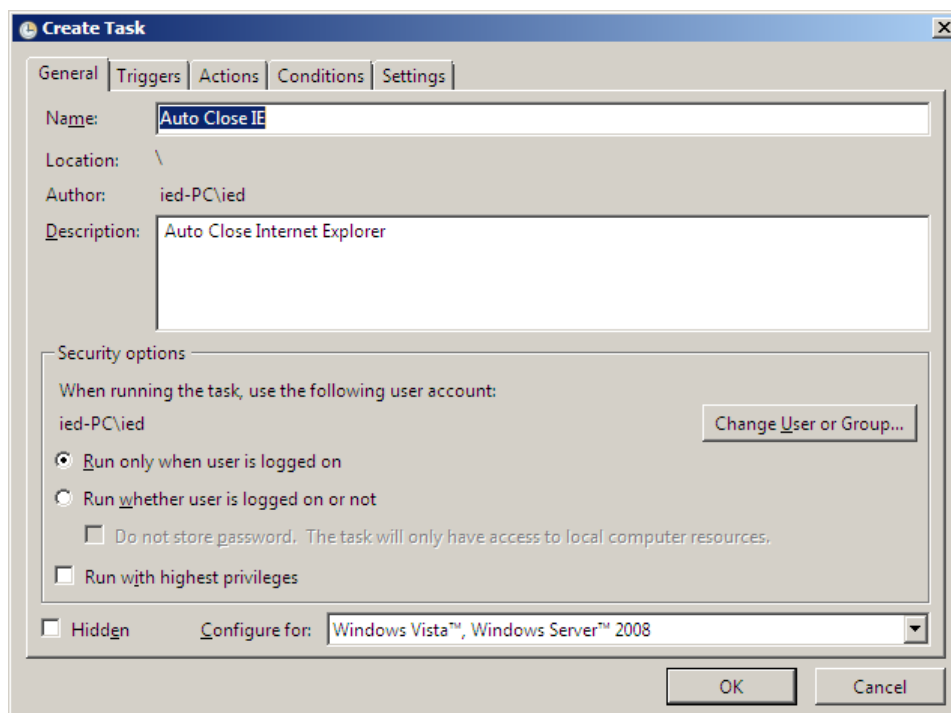 Create Task
General Triggers Actions Conditions Settings
Name: Auto Close IE
Location: \
Author: ied-PC\ied
Description: Auto Close Internet Explorer
Security options
When running the task, use the following user account:
ied-PC\ied Change User or Group...
Run only when user is logged on
Run whether user is logged on or not
Do not store password. The task will only have access to local computer resources.
Run with highest privileges
Hidden Configure for: Windows Vista™, Windows Server™ 2008
OK Cancel